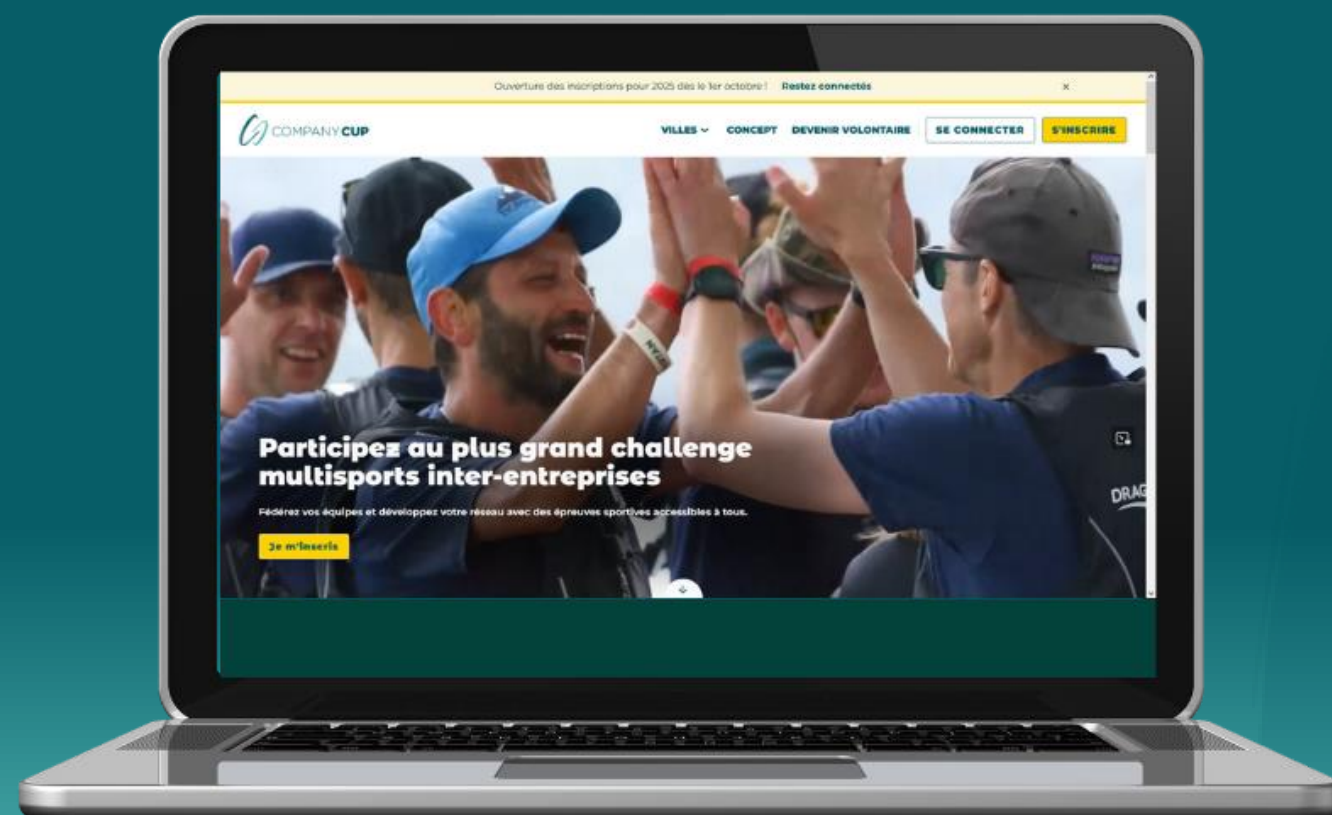 Ouverture des inscriptions pour 2025 dès le 1er octobre ! Restez connectés ×
COMPANY CUP
VILLES CONCEPT DEVENIR VOLONTAIRE SE CONNECTER S'INSCRIRE
Participez au plus grand challenge
multisports inter-entreprises
Fédérez vos équipes et développez votre réseau avec des épreuves sportives accessibles à tous.
Je m'inscris
DRAG